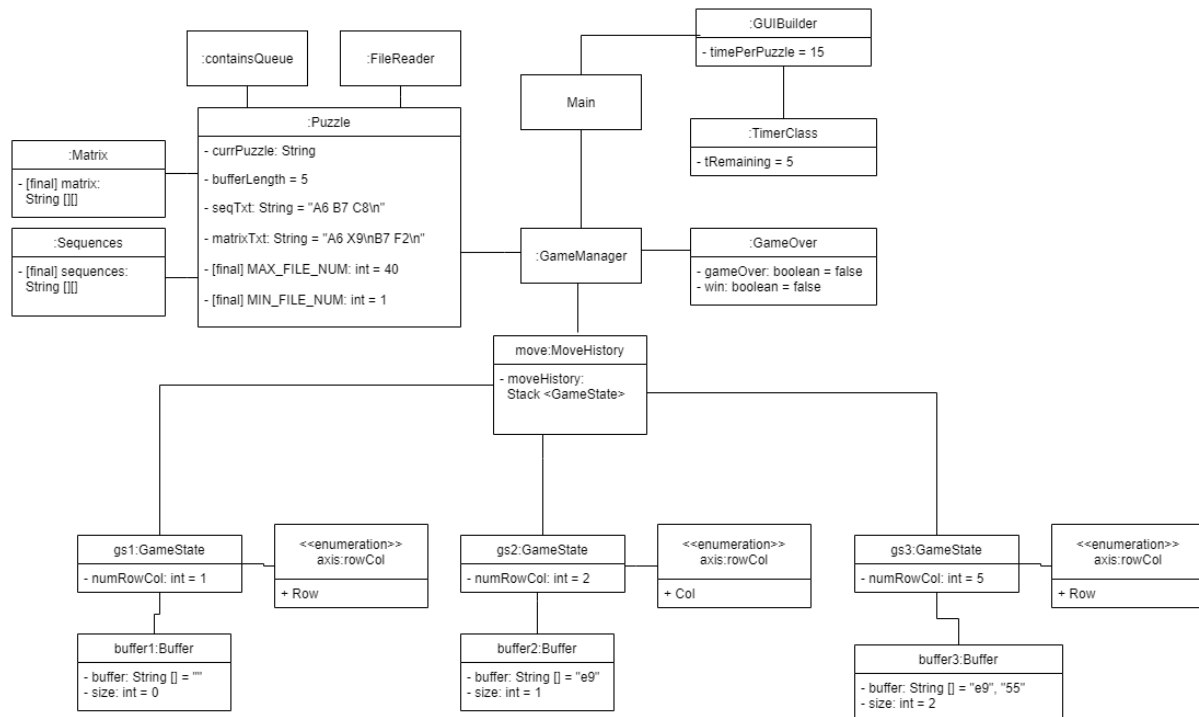 :GUIBuilder
- timePerPuzzle = 15
:containsQueue
:FileReader
Main
:Puzzle
- currPuzzle: String
- bufferLength = 5
- seqTxt: String = "A6 B7 C8\n"
- matrixTxt: String = "A6 X9\nB7 F2\n"
- [final] MAX_FILE_NUM: int = 40
- [final] MIN_FILE_NUM: int = 1
:TimerClass
- tRemaining = 5
:Matrix
- [final] matrix:
String [][]
:Sequences
- [final] sequences:
String [][]
:GameManager
:GameOver
- gameOver: boolean = false
- win: boolean = false
move:MoveHistory
- moveHistory:
Stack <GameState>
gs1:GameState
- numRowCol: int = 1
<<enumeration>>
axis:rowCol
+ Row
gs2:GameState
- numRowCol: int = 2
<<enumeration>>
axis:rowCol
+ Col
gs3:GameState
- numRowCol: int = 5
<<enumeration>>
axis:rowCol
+ Row
buffer1:Buffer
- buffer: String [] = ""
- size: int = 0
buffer2:Buffer
- buffer: String [] = "e9"
- size: int = 1
buffer3:Buffer
- buffer: String [] = "e9", "55"
- size: int = 2